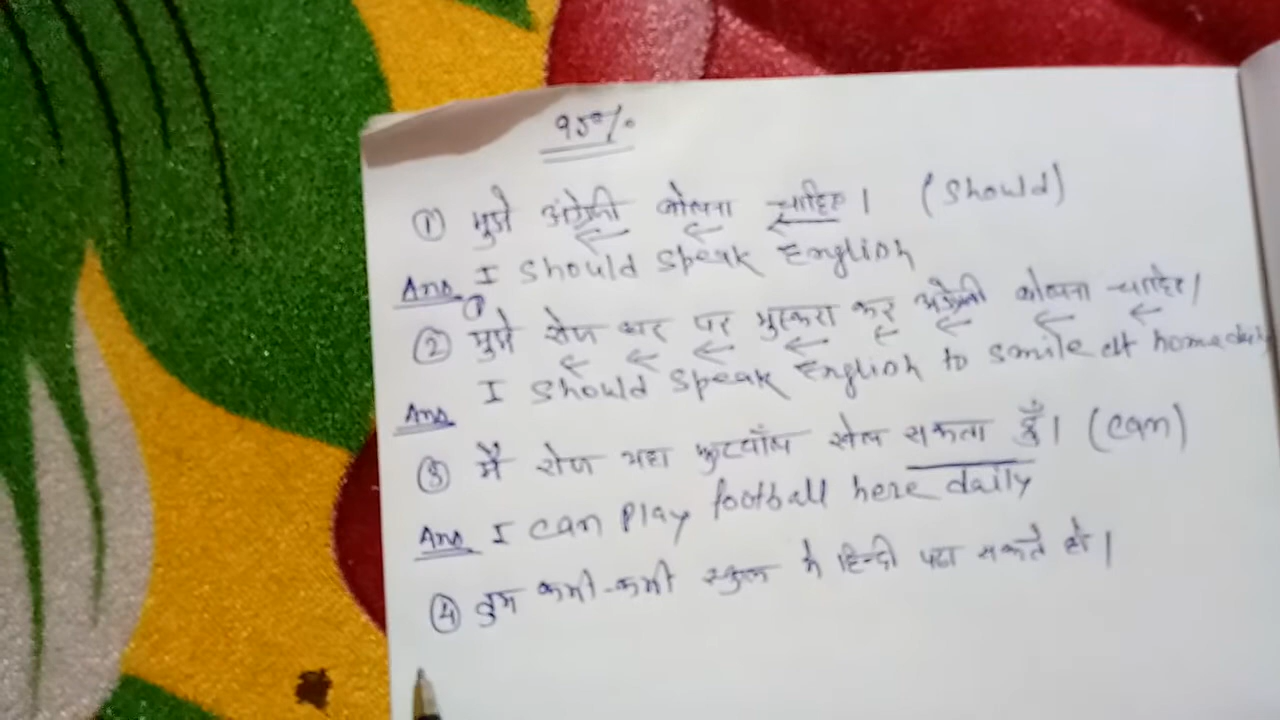 95%
① मुझे अंग्रेजी बोलना चाहिए। (should)
Ans I should speak English
② मुझे रोज घर पर मुस्करा कर अंग्रेजी बोलना चाहिए।
Ans I should speak English to smile at home daily
③ मैं रोज यहा फुटबाँल खेल सकता हूँ। (can)
Ans I can play football here daily
④ तुम कभी-कभी स्कुल मे हिन्दी पढा सकते हो।